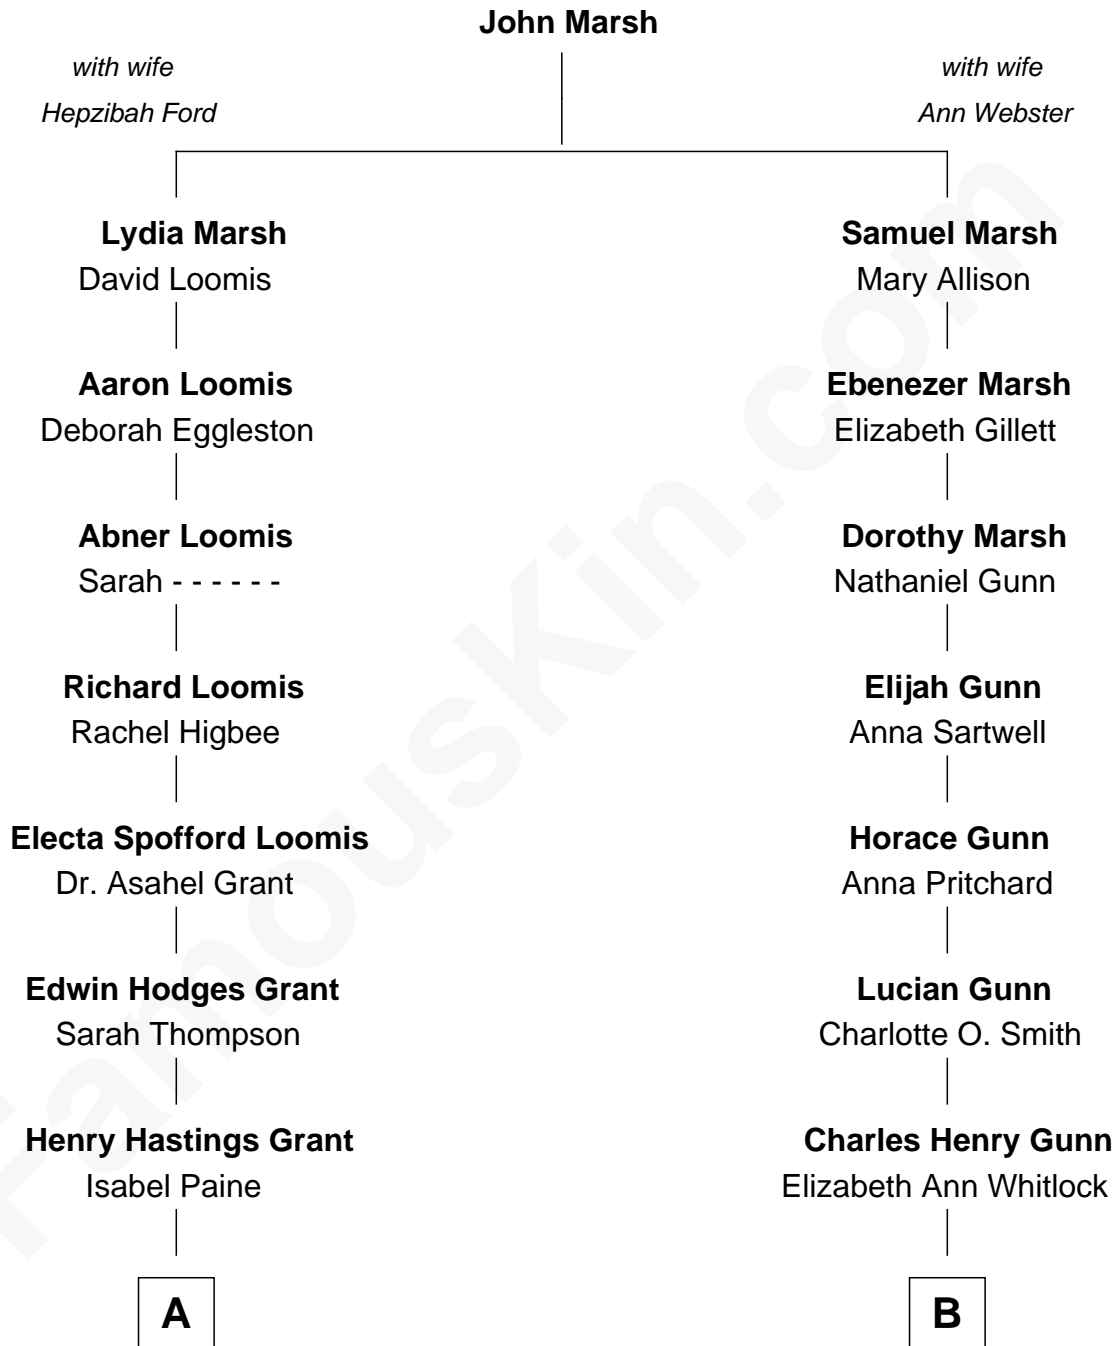 John Marsh
with wife
Hepzibah Ford
with wife
Ann Webster
Lydia Marsh
David Loomis
Samuel Marsh
Mary Allison
Aaron Loomis
Deborah Eggleston
Ebenezer Marsh
Elizabeth Gillett
Abner Loomis
Sarah - - - - - -
Dorothy Marsh
Nathaniel Gunn
Richard Loomis
Rachel Higbee
Elijah Gunn
Anna Sartwell
Electa Spofford Loomis
Dr. Asahel Grant
Horace Gunn
Anna Pritchard
Edwin Hodges Grant
Sarah Thompson
Lucian Gunn
Charlotte O. Smith
Henry Hastings Grant
Isabel Paine
Charles Henry Gunn
Elizabeth Ann Whitlock
A
B
FamousKin.com